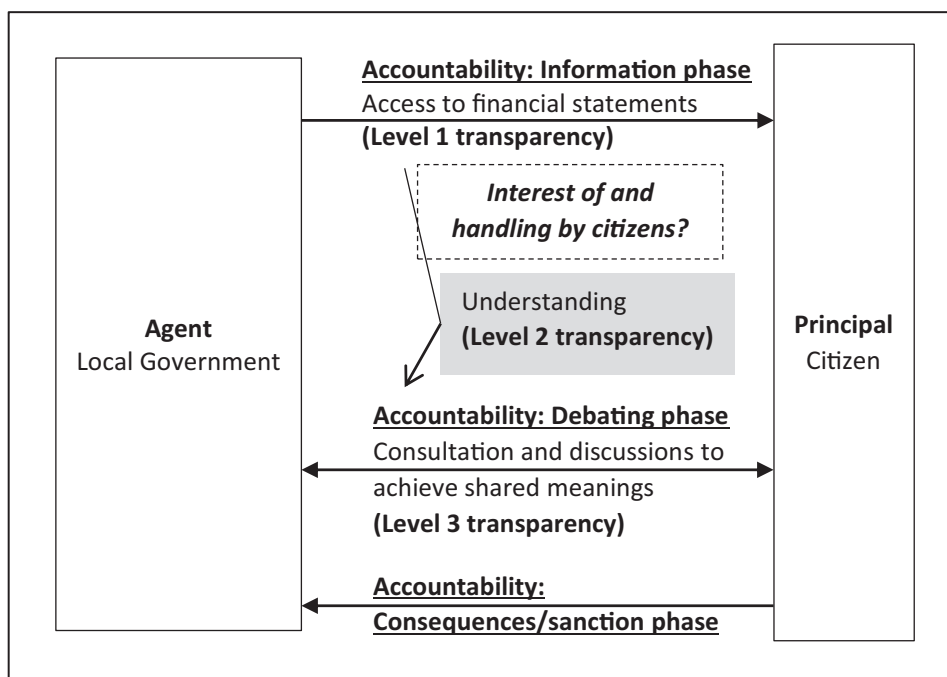 Accountability: Information phase
Access to financial statements
(Level 1 transparency)
Interest of and
handling by citizens?
Understanding
(Level 2 transparency)
Agent
Local Government
Principal
Citizen
Accountability: Debating phase
Consultation and discussions to
achieve shared meanings
(Level 3 transparency)
Accountability:
Consequences/sanction phase